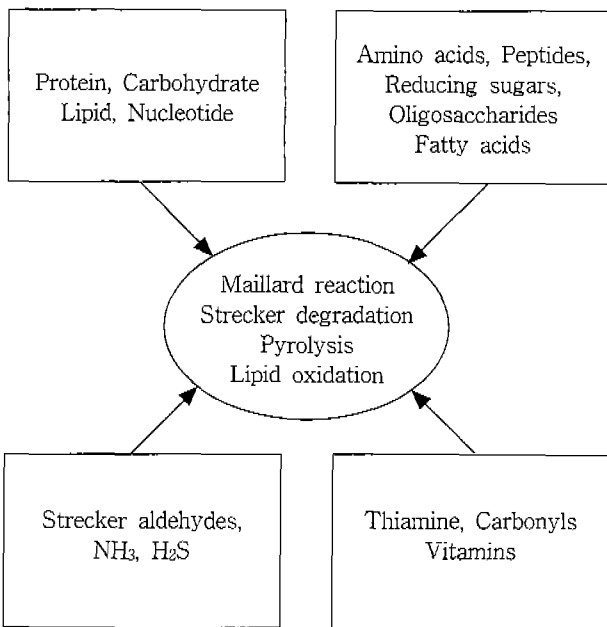 Protein, Carbohydrate
Lipid, Nucleotide
Amino acids, Peptides,
Reducing sugars,
Oligosaccharides
Fatty acids
Maillard reaction
Strecker degradation
Pyrolysis
Lipid oxidation
Strecker aldehydes,
NH₃, H₂S
Thiamine, Carbonyls
Vitamins